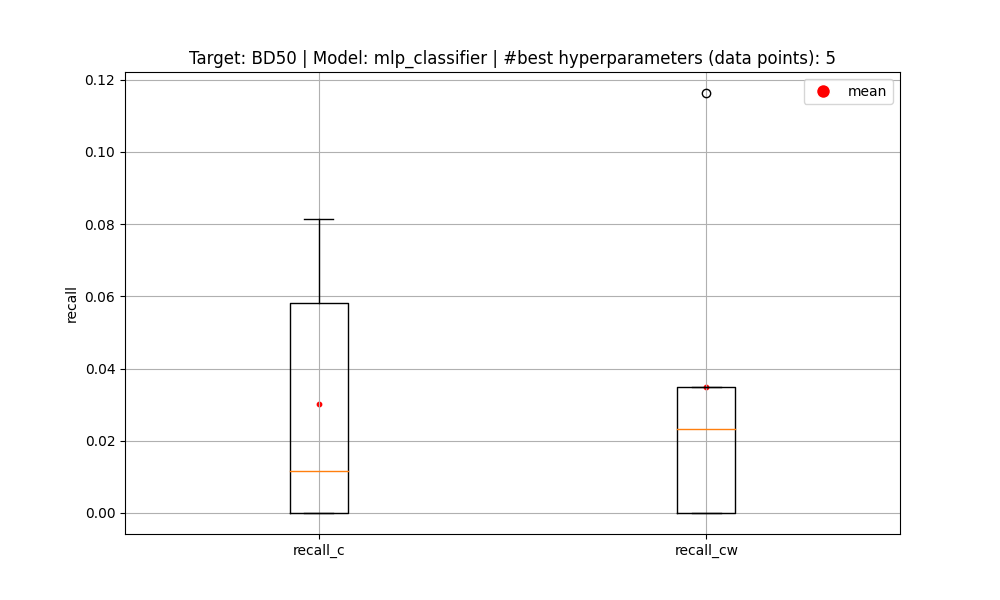 Target: BD50 | Model: mlp_classifier | #best hyperparameters (data points): 5
mean
0.12
0.10
0.08
0.06
0.04
0.02
0.00
recall
recall_c
recall_cw